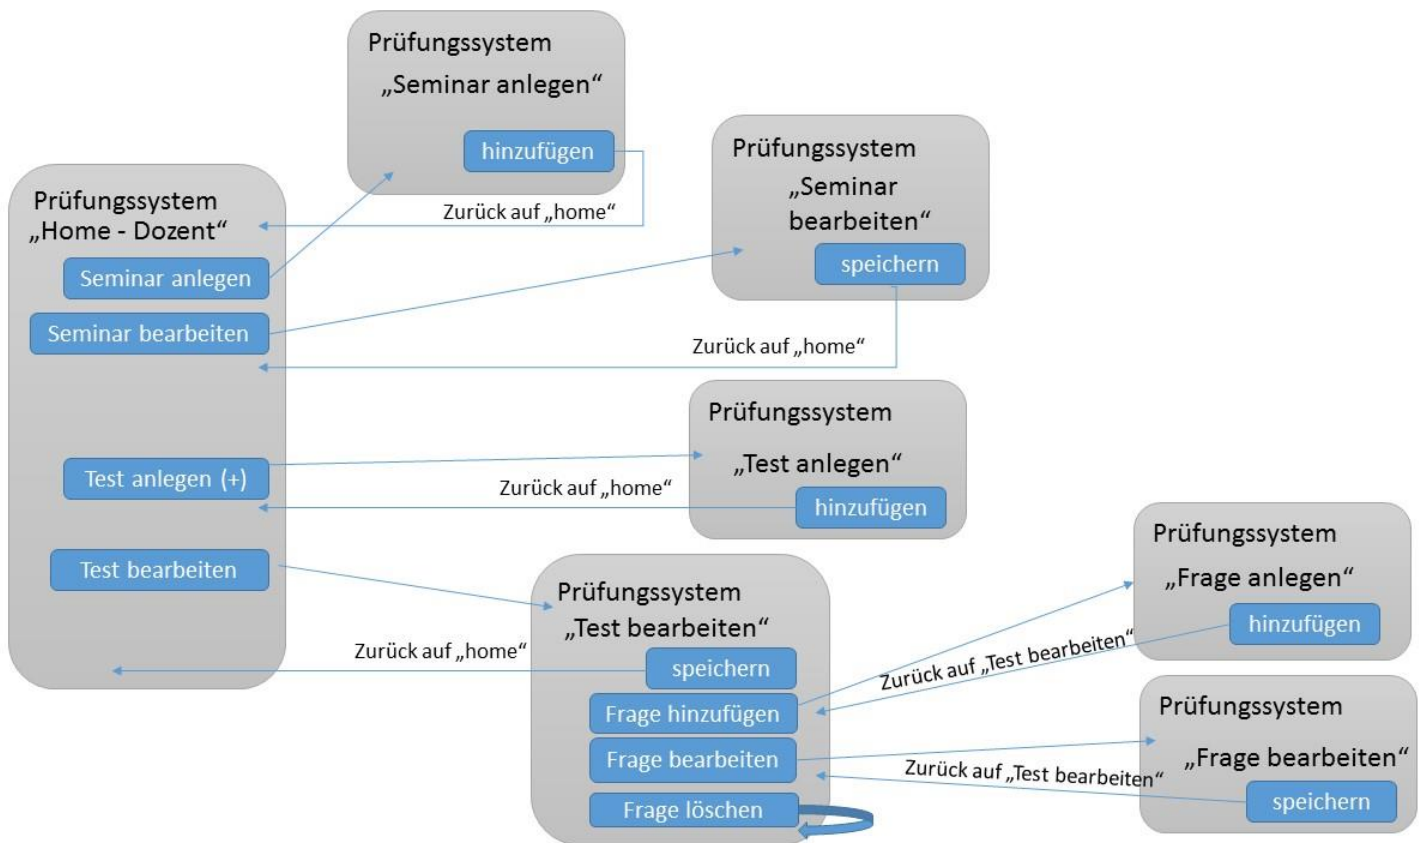 Prüfungssystem
„Seminar anlegen“
hinzufügen
Zurück auf „home“
Prüfungssystem
„Seminar
bearbeiten“
speichern
Zurück auf „home“
Prüfungssystem
„Home - Dozent“
Seminar anlegen
Seminar bearbeiten
Test anlegen (+)
Test bearbeiten
Prüfungssystem
„Test anlegen“
hinzufügen
Zurück auf „home“
Prüfungssystem
„Test bearbeiten“
speichern
Zurück auf „home“
Frage hinzufügen
Frage bearbeiten
Frage löschen
Prüfungssystem
„Frage anlegen“
hinzufügen
Zurück auf „Test bearbeiten“
Prüfungssystem
„Frage bearbeiten“
speichern
Zurück auf „Test bearbeiten“